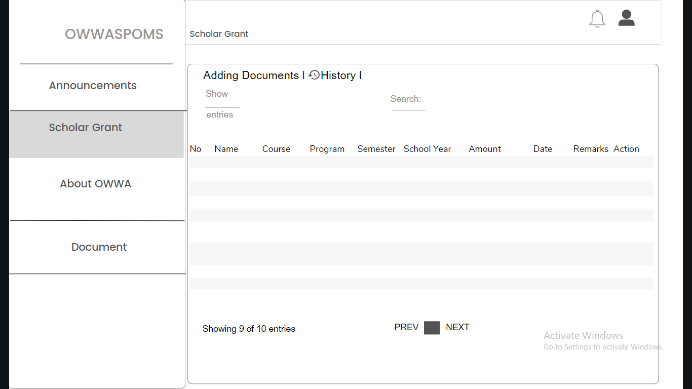 OWWASPOMS
Scholar Grant
Announcements
Scholar Grant
About OWWA
Document
Adding Documents I History I
Show
entries
Search:
No Name Course Program Semester School Year Amount Date Remarks Action
Showing 9 of 10 entries
PREV NEXT
Activate Windows
Go to Settings to activate Windows.